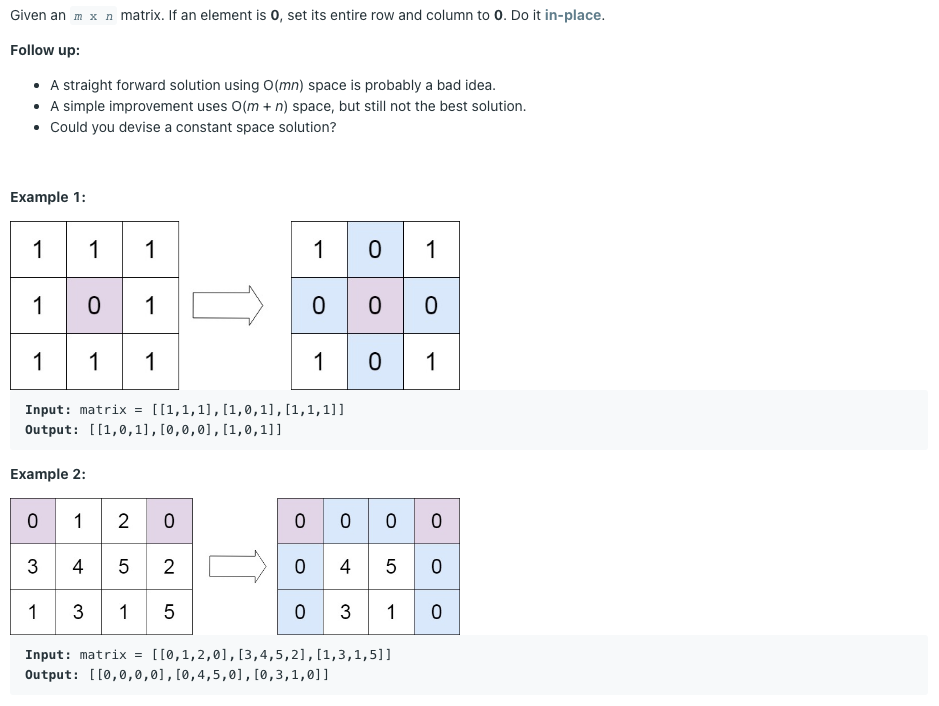 Given an m x n matrix. If an element is 0, set its entire row and column to 0. Do it in-place.
Follow up:
• A straight forward solution using O(mn) space is probably a bad idea.
• A simple improvement uses O(m + n) space, but still not the best solution.
• Could you devise a constant space solution?
Example 1:
1 1 1 1 0 1
1 0 1 0 0 0
1 1 1 1 0 1
Input: matrix = [[1,1,1],[1,0,1],[1,1,1]]
Output: [[1,0,1],[0,0,0],[1,0,1]]
Example 2:
0 1 2 0 0 0 0 0
3 4 5 2 0 4 5 0
1 3 1 5 0 3 1 0
Input: matrix = [[0,1,2,0],[3,4,5,2],[1,3,1,5]]
Output: [[0,0,0,0],[0,4,5,0],[0,3,1,0]]